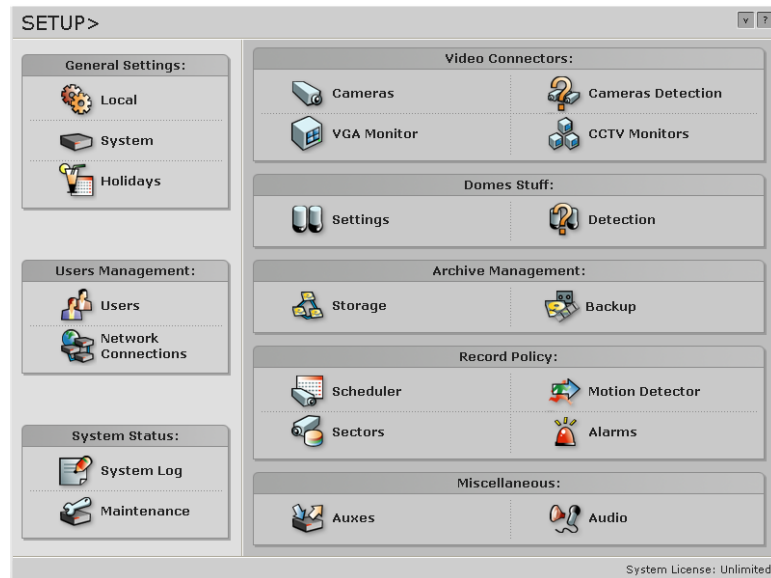 SETUP>
v ?
General Settings:
Local
System
Holidays
Users Management:
Users
Network
Connections
System Status:
System Log
Maintenance
Video Connectors:
Cameras
Cameras Detection
VGA Monitor
CCTV Monitors
Domes Stuff:
Settings
Detection
Archive Management:
Storage
Backup
Record Policy:
Scheduler
Motion Detector
Sectors
Alarms
Miscellaneous:
Auxes
Audio
System License: Unlimited